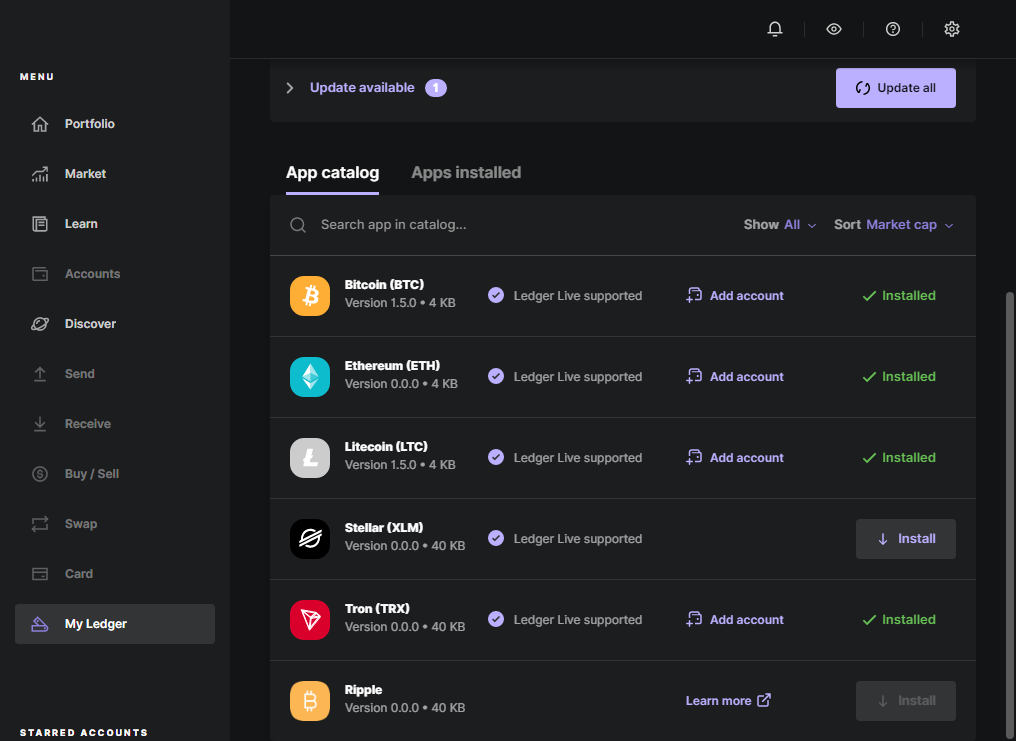 MENU
Portfolio
Market
Learn
Accounts
Discover
Send
Receive
Buy / Sell
Swap
Card
My Ledger
STARRED ACCOUNTS
Update available 1
Update all
App catalog Apps installed
Search app in catalog... Show All Sort Market cap
Bitcoin (BTC)
Version 1.5.0 • 4 KB
Ledger Live supported
Add account
Installed
Ethereum (ETH)
Version 0.0.0 • 4 KB
Ledger Live supported
Add account
Installed
Litecoin (LTC)
Version 1.5.0 • 4 KB
Ledger Live supported
Add account
Installed
Stellar (XLM)
Version 0.0.0 • 40 KB
Ledger Live supported
Install
Tron (TRX)
Version 0.0.0 • 40 KB
Ledger Live supported
Add account
Installed
Ripple
Version 0.0.0 • 40 KB
Learn more
Install